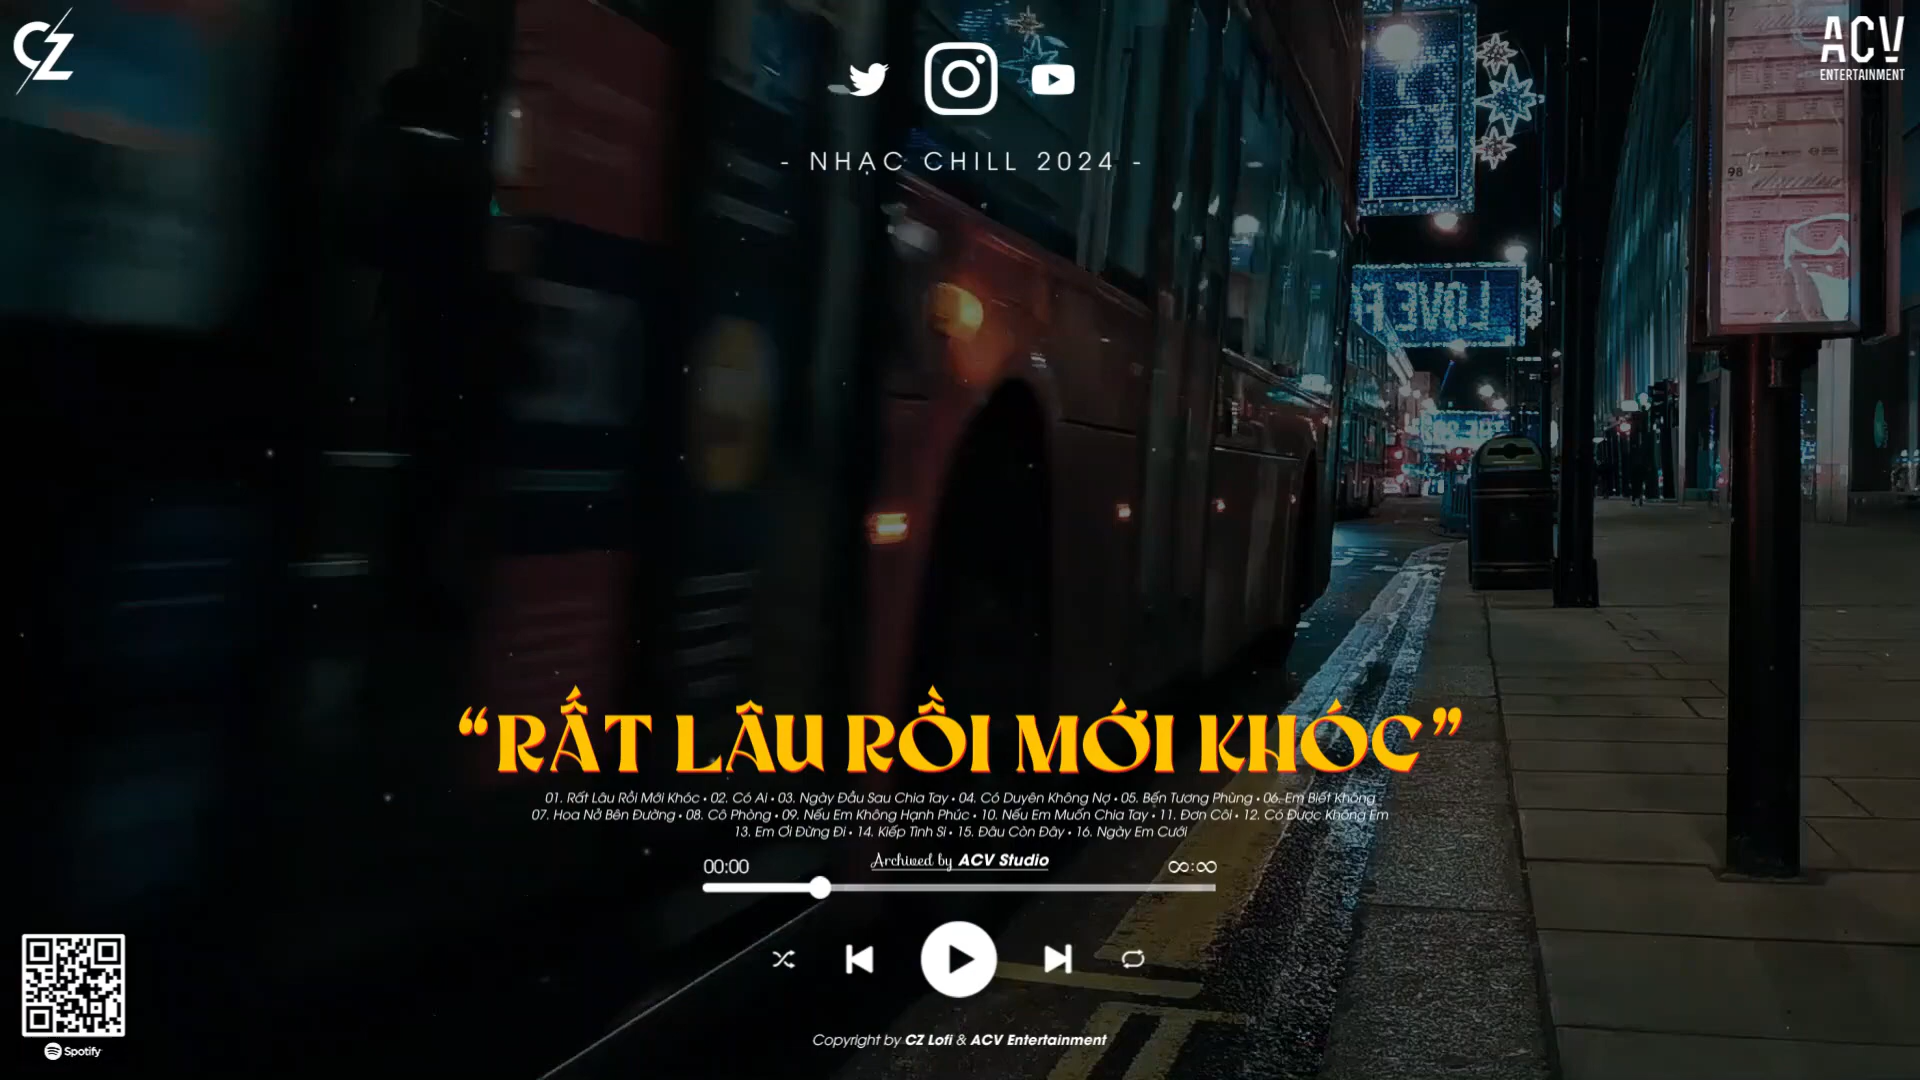 CZ
ACV
ENTERTAINMENT
- NHẠC CHILL 2024 -
7
98
“RẤT LÂU RỒI MỚI KHÓC”
01. Rất Lâu Rồi Mới Khóc • 02. Có Ai • 03. Ngày Đầu Sau Chia Tay • 04. Có Duyên Không Nợ • 05. Bến Tương Phùng • 06. Em Biết Không
07. Hoa Nở Bên Đường • 08. Cô Phòng • 09. Nếu Em Không Hạnh Phúc • 10. Nếu Em Muốn Chia Tay • 11. Đơn Côi • 12. Có Được Không Em
13. Em Ơi Đừng Đi • 14. Kiếp Tình Si • 15. Đâu Còn Đây • 16. Ngày Em Cưới
Archived by ACV Studio
00:00
∞:∞
Spotify
Copyright by CZ Lofi & ACV Entertainment